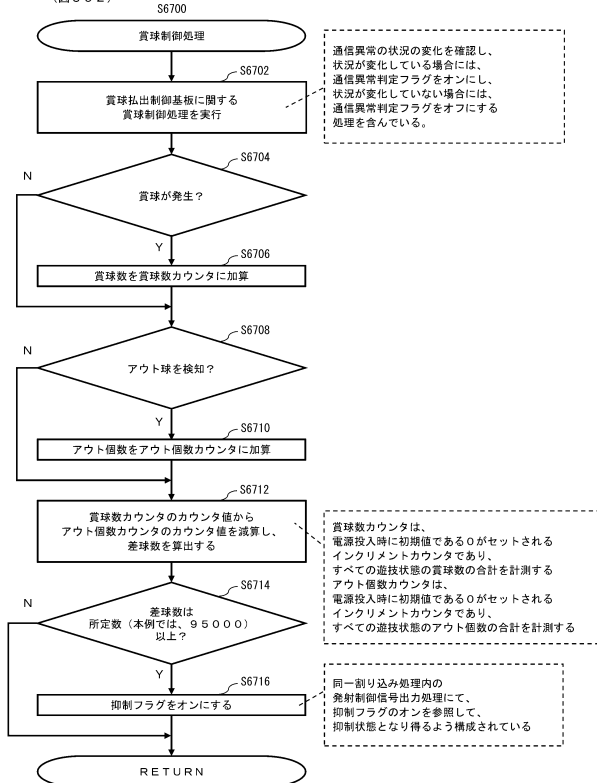 S6700
賞球制御処理
S6702
賞球払出制御基板に関する
賞球制御処理を実行
通信異常の状況の変化を確認し、
状況が変化している場合には、
通信異常判定フラグをオンにし、
状況が変化していない場合には、
通信異常判定フラグをオフにする
処理を含んでいる。
S6704
賞球が発生？
N
Y
S6706
賞球数を賞球数カウンタに加算
S6708
アウト球を検知？
N
Y
S6710
アウト個数をアウト個数カウンタに加算
S6712
賞球数カウンタのカウンタ値から
アウト個数カウンタのカウンタ値を減算し、
差球数を算出する
賞球数カウンタは、
電源投入時に初期値である０がセットされる
インクリメントカウンタであり、
すべての遊技状態の賞球数の合計を計測する
アウト個数カウンタは、
電源投入時に初期値である０がセットされる
インクリメントカウンタであり、
すべての遊技状態のアウト個数の合計を計測する
S6714
差球数は
所定数（本例では、９５０００）
以上？
N
Y
S6716
抑制フラグをオンにする
同一割り込み処理内の
発射制御信号出力処理にて、
抑制フラグのオンを参照して、
抑制状態となり得るよう構成されている
ＲＥＴＵＲＮ